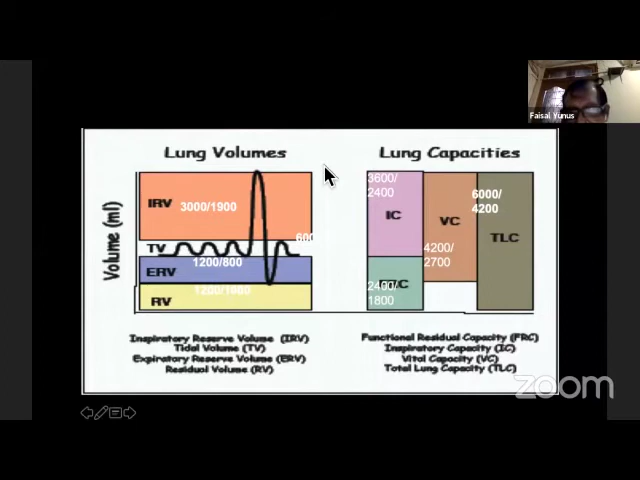 Faisal Yunus
Lung Volumes
Lung Capacities
Volume (ml)
IRV
3000/1900
TV
600
1200/800
ERV
RV
3600/
2400
IC
VC
6000/
4200
TLC
4200/
2700
2400/
1800
Inspiratory Reserve Volume (IRV)
Tidal Volume (TV)
Expiratory Reserve Volume (ERV)
Residual Volume (RV)
Functional Residual Capacity (FRC)
Inspiratory Capacity (IC)
Vital Capacity (VC)
Total Lung Capacity (TLC)
zoom